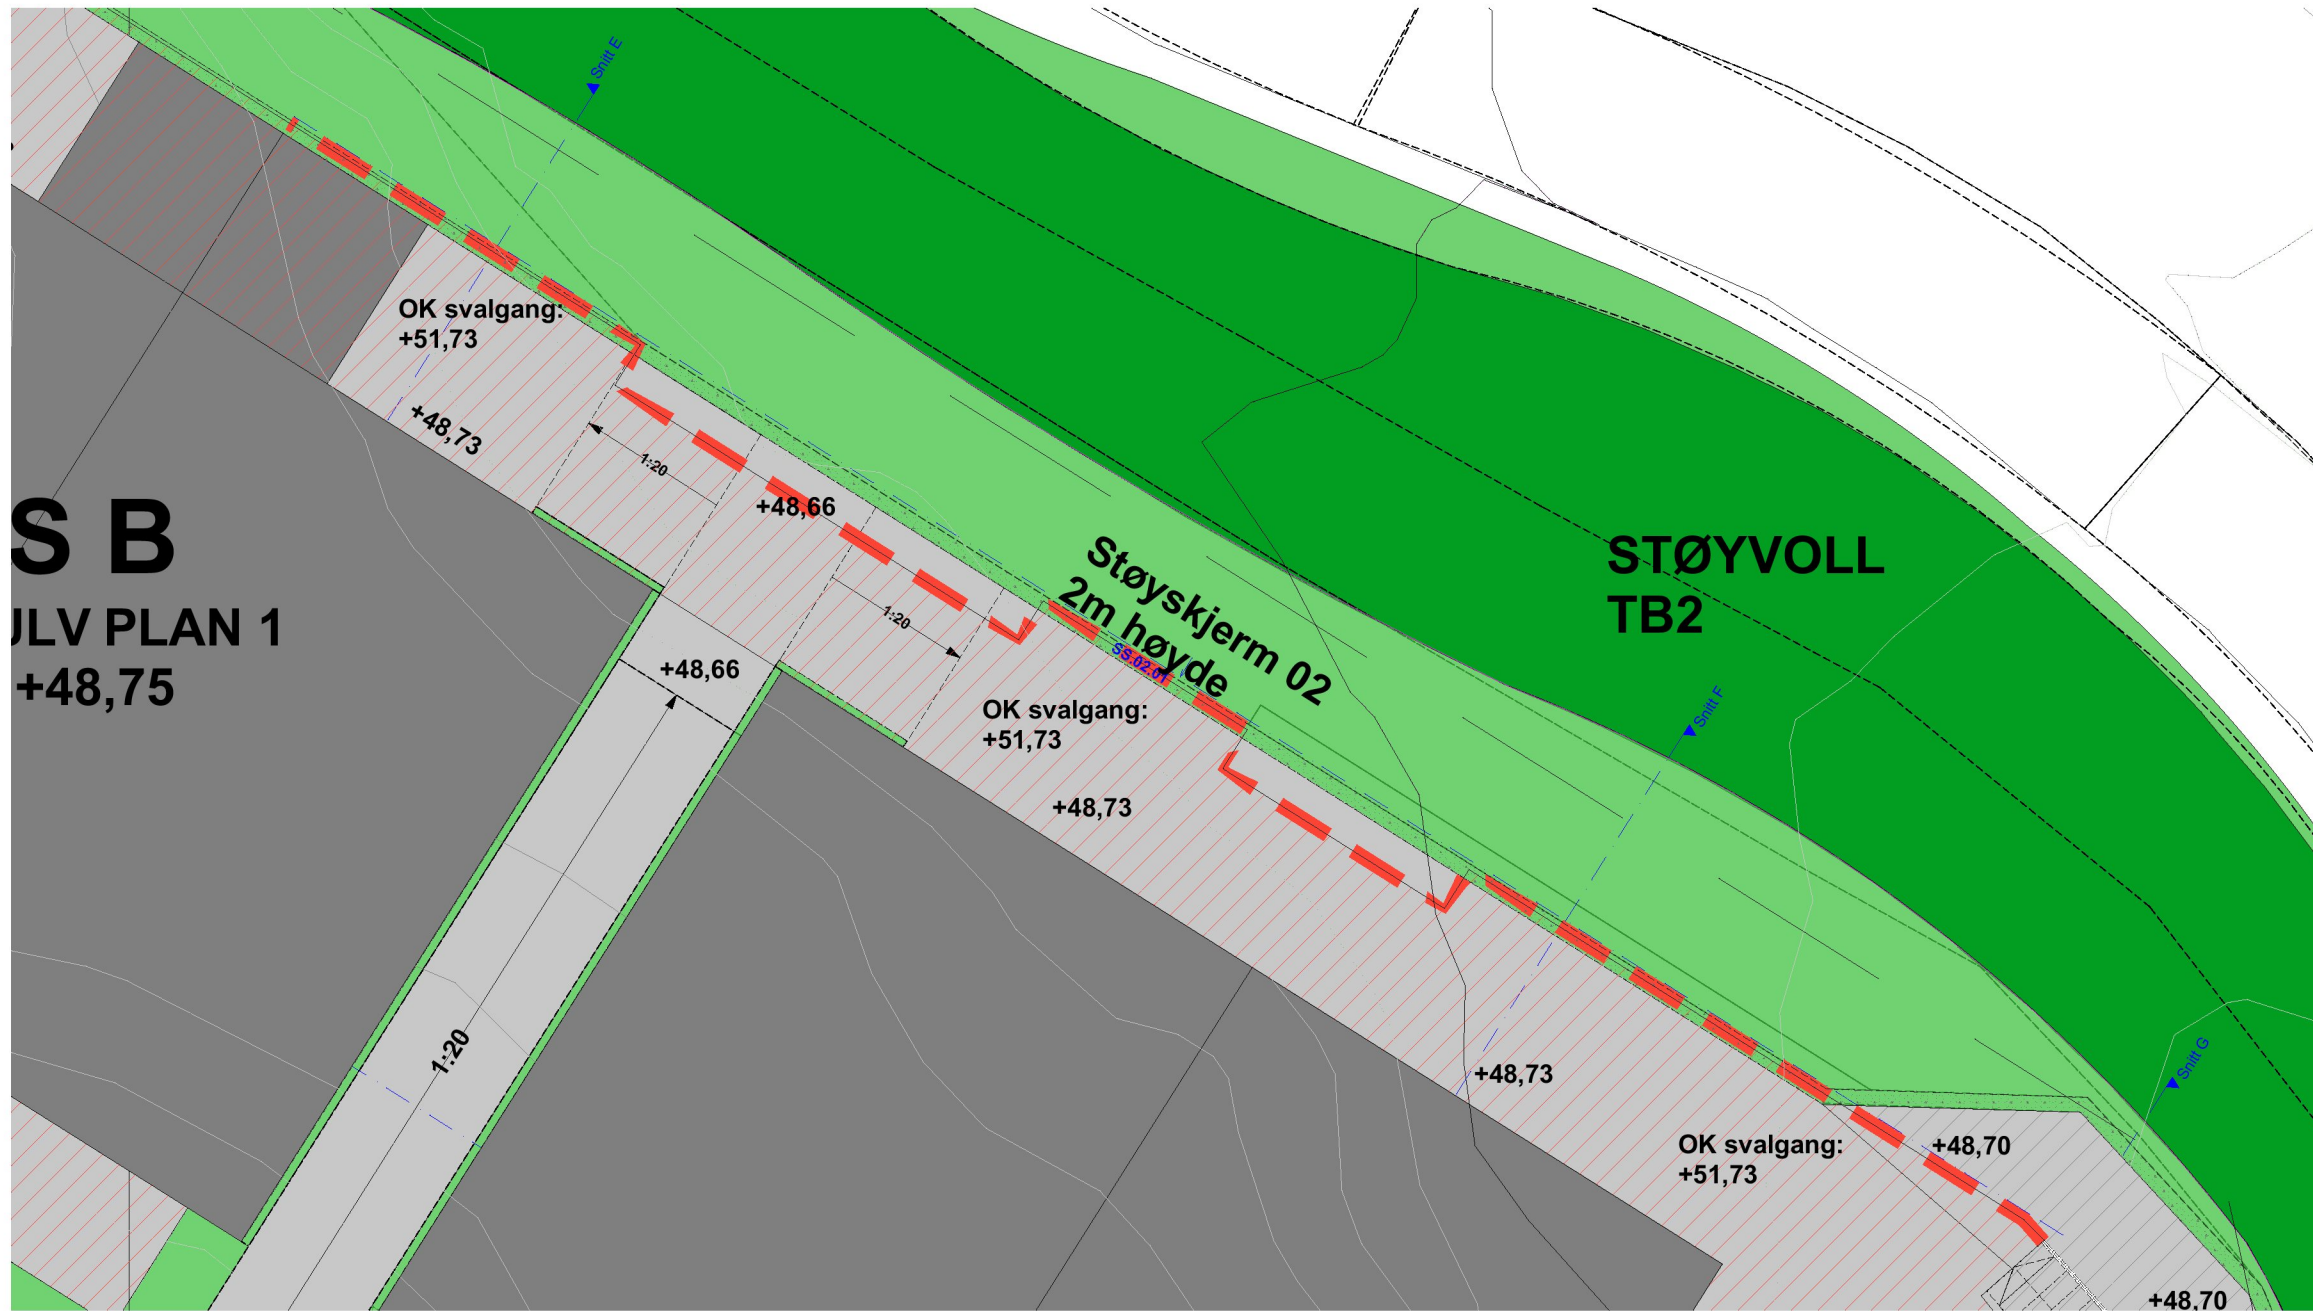 Snitt E
OK svalgang:
+51,73
+48,73
1:20
+48,66
S B
PLAN 1
+48,75
+48,66
1:20
Støyskjerm 02
2m høyde
SS.02.01
STØYVOLL
TB2
OK svalgang:
+51,73
+48,73
Snitt F
1:20
+48,73
Snitt G
OK svalgang:
+51,73
+48,70
+48,70